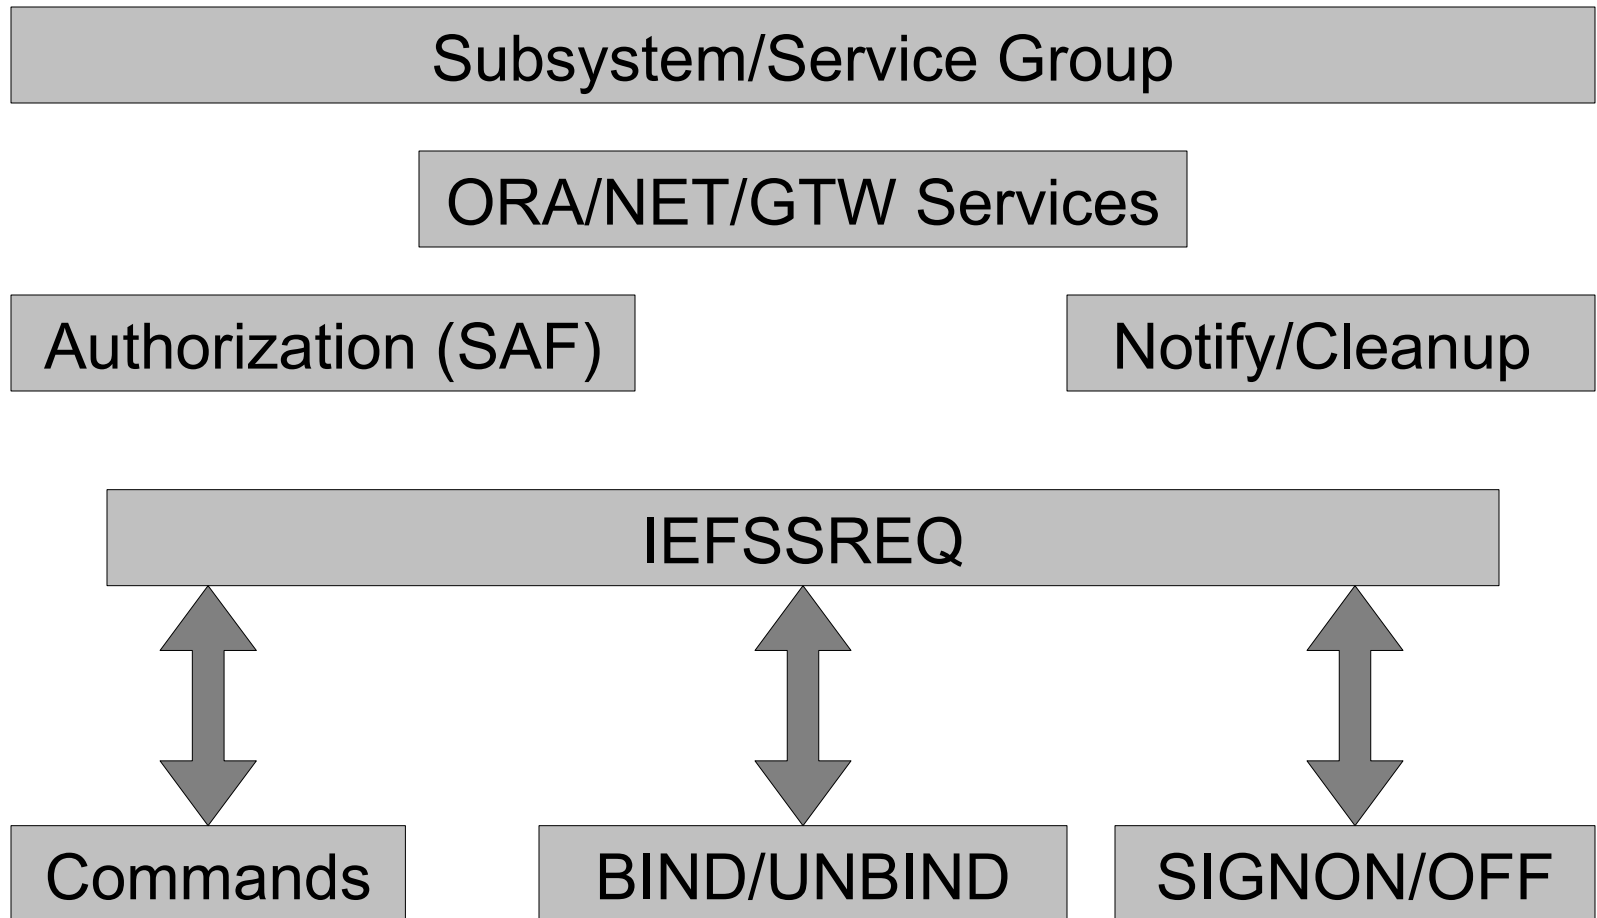 Subsystem/Service Group
ORA/NET/GTW Services
Authorization (SAF)
Notify/Cleanup
IEFSSREQ
Commands
BIND/UNBIND
SIGNON/OFF